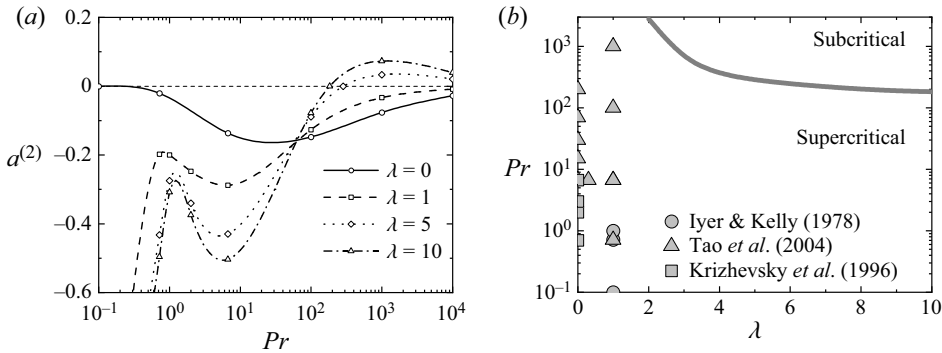 (a)
0
−0.2
a(2)
−0.4
−0.6
λ = 0
λ = 1
λ = 5
λ = 10
10−1 100 101 102 103 104
Pr
(b)
103
102
Pr 101
100
10−1
Subcritical
Supercritical
Iyer & Kelly (1978)
Tao et al. (2004)
Krizhevsky et al. (1996)
0 2 4 6 8 10
λ